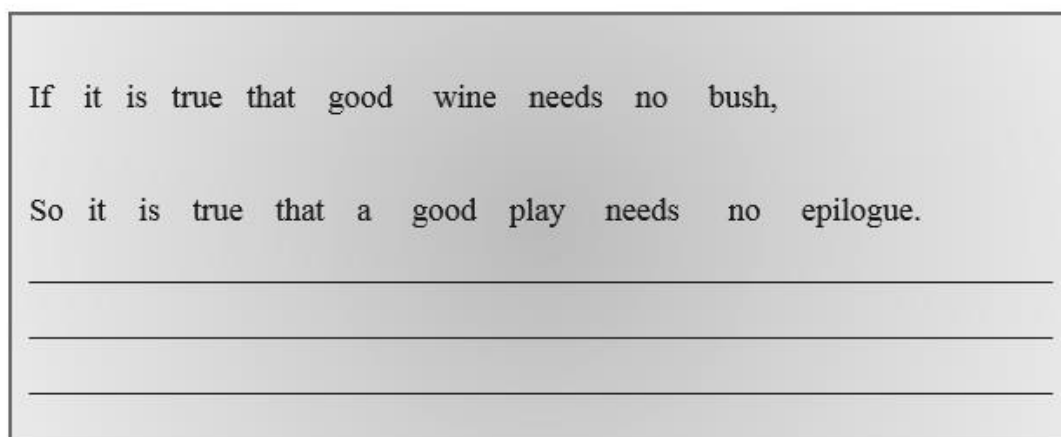 If it is true that good wine needs no bush,
So it is true that a good play needs no epilogue.